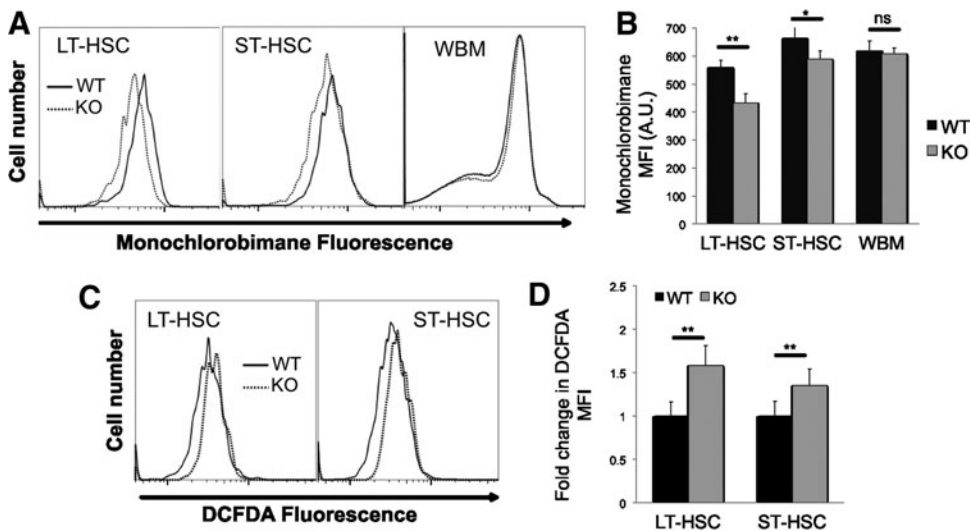 A
LT-HSC
WT
KO
ST-HSC
WBM
Cell number
Monochlorobimane Fluorescence
B
Monochlorobimane
MFI (A.U.)
700
600
500
400
300
200
100
0
**
*
ns
LT-HSC
ST-HSC
WBM
WT
KO
C
LT-HSC
WT
KO
ST-HSC
Cell number
DCFDA Fluorescence
D
WT
KO
Fold change in DCFDA
MFI
2.5
2
1.5
1
0.5
0
**
**
LT-HSC
ST-HSC